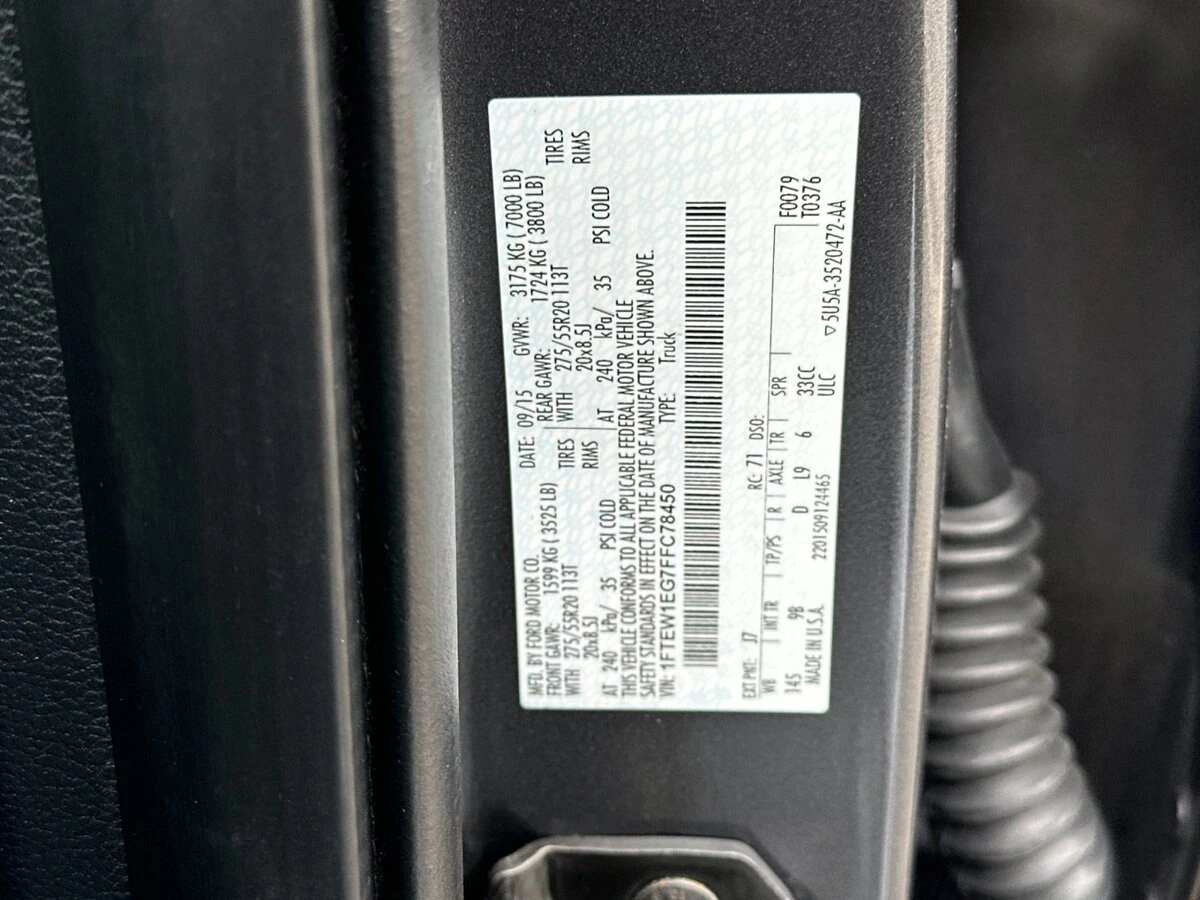 MFD. BY FORD MOTOR CO. DATE: 09/15 GVWR: 3175 KG ( 7000 LB)
FRONT GAWR: 1599 KG ( 3525 LB) REAR GAWR: 1724 KG ( 3800 LB)
WITH 275/55R20 113T TIRES WITH 275/55R20 113T TIRES
20x8.5J RIMS 20x8.5J RIMS
AT 240 kPa/ 35 PSI COLD AT 240 kPa/ 35 PSI COLD
THIS VEHICLE CONFORMS TO ALL APPLICABLE FEDERAL MOTOR VEHICLE
SAFETY STANDARDS IN EFFECT ON THE DATE OF MANUFACTURE SHOWN ABOVE.
VIN: 1FTEW1EG7FFC78450 TYPE: Truck
EXT PNT: J7 RC: 71 DSO:
WB INT TR TP/PS R AXLE TR SPR F0079
145 9B D L9 6 33CC T0376
MADE IN U.S.A. 2201509124465 ULC ▽ 5U5A-3520472-AA